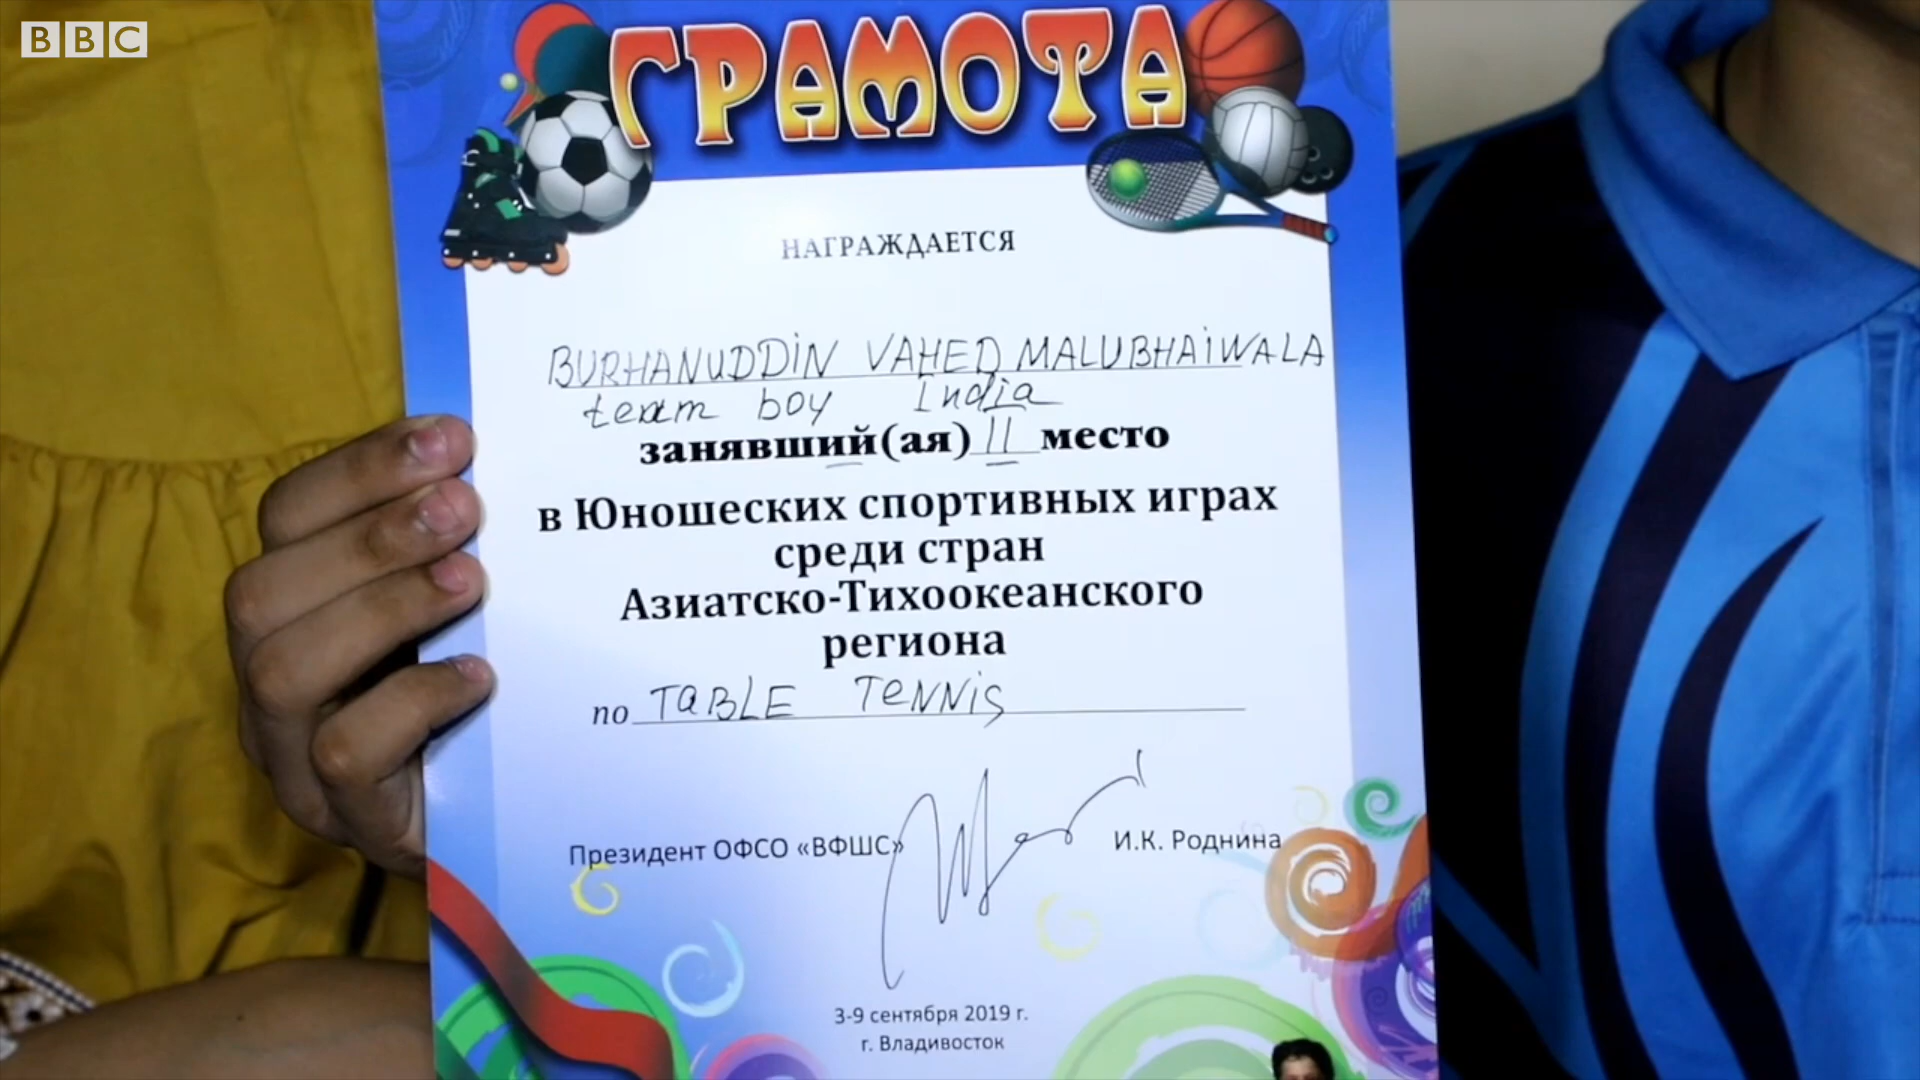 BBC
ГРАМОТА
НАГРАЖДАЕТСЯ
BURHANUDDIN VAHED MALUBHAIWALA
team boy India
занявший(ая) II место
в Юношеских спортивных играх
среди стран
Азиатско-Тихоокеанского
региона
по TaBLE TeNNiS
Президент ОФСО «ВФШС» И.К. Роднина
3-9 сентября 2019 г.
г. Владивосток